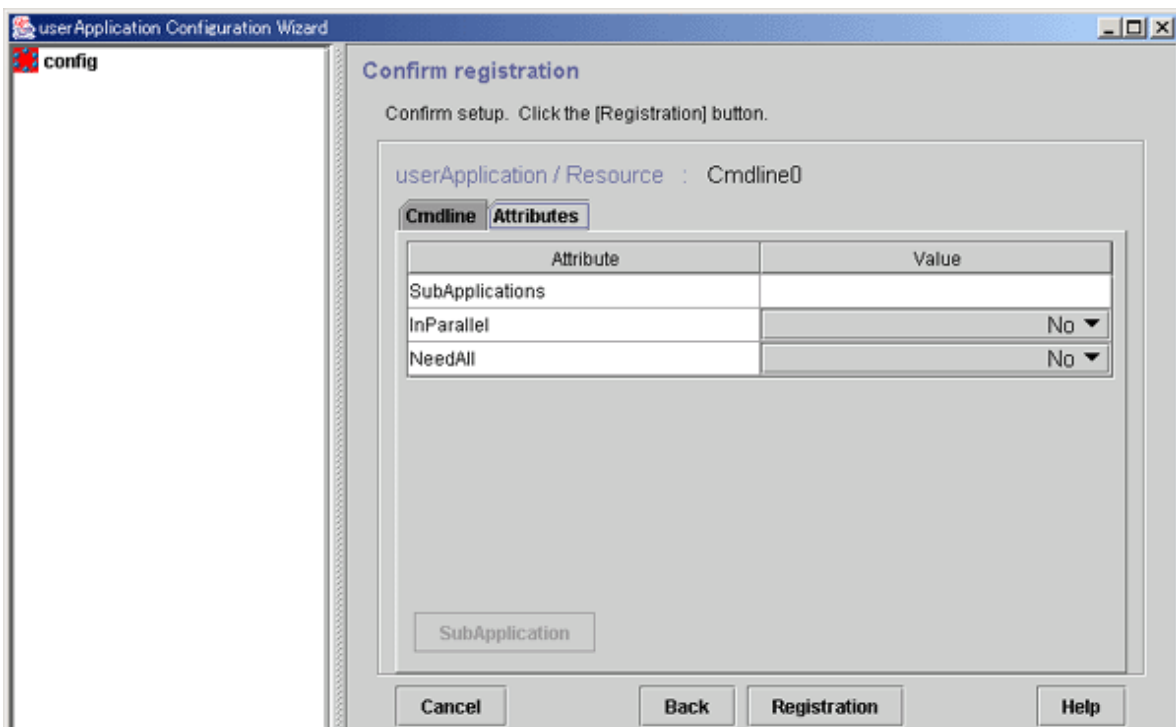 userApplication Configuration Wizard
config
Confirm registration
Confirm setup. Click the [Registration] button.
userApplication / Resource : Cmdline0
Cmdline Attributes
Attribute Value
SubApplications
InParallel No
NeedAll No
SubApplication
Cancel Back Registration Help